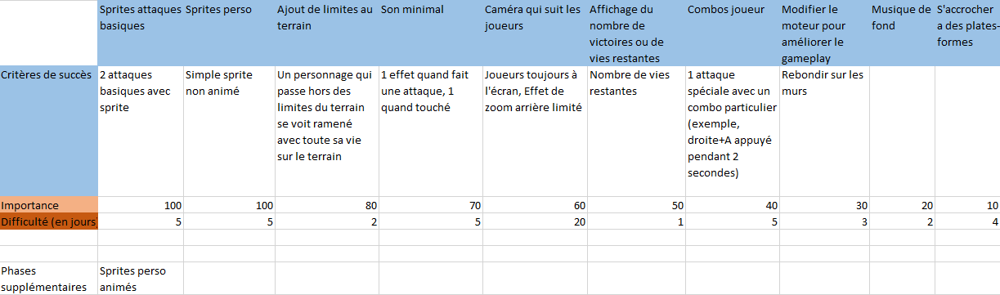 Sprites attaques
basiques
Sprites perso
Ajout de limites au
terrain
Son minimal
Caméra qui suit les
joueurs
Affichage du
nombre de
victoires ou de
vies restantes
Combos joueur
Modifier le
moteur pour
améliorer le
gameplay
Musique de
fond
S'accrocher
a des plates-
formes
Critères de succès
2 attaques
basiques avec
sprite
Simple sprite
non animé
Un personnage qui
passe hors des
limites du terrain
se voit ramené
avec toute sa vie
sur le terrain
1 effet quand fait
une attaque, 1
quand touché
Joueurs toujours à
l'écran, Effet de
zoom arrière limité
Nombre de vies
restantes
1 attaque
spéciale avec un
combo particulier
(exemple,
droite+A appuyé
pendant 2
secondes)
Rebondir sur les
murs
Importance 100 100 80 70 60 50 40 30 20 10
Difficulté (en jours) 5 5 2 5 20 1 5 3 2 4
Phases
supplémentaires
Sprites perso
animés